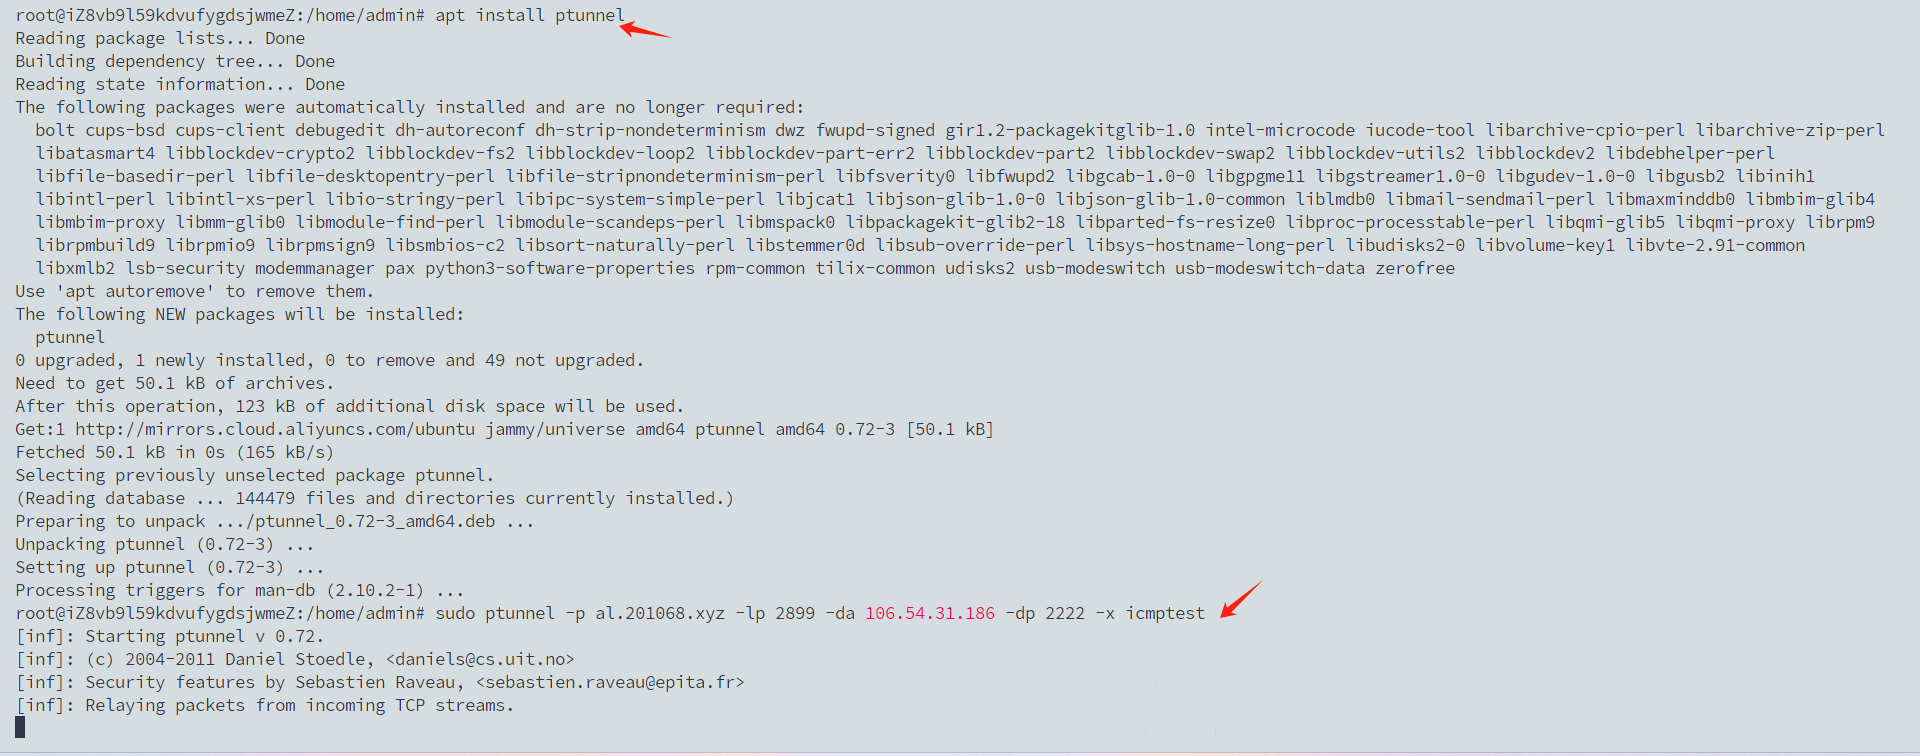 root@iZ8vb9l59kdvufygdsjwmeZ:/home/admin# apt install ptunnel
Reading package lists... Done
Building dependency tree... Done
Reading state information... Done
The following packages were automatically installed and are no longer required:
  bolt cups-bsd cups-client debugedit dh-autoreconf dh-strip-nondeterminism dwz fwupd-signed gir1.2-packagekitglib-1.0 intel-microcode iucode-tool libarchive-cpio-perl libarchive-zip-perl
  libatasmart4 libblockdev-crypto2 libblockdev-fs2 libblockdev-loop2 libblockdev-part-err2 libblockdev-part2 libblockdev-swap2 libblockdev-utils2 libblockdev2 libdebhelper-perl
  libfile-basedir-perl libfile-desktopentry-perl libfile-stripnondeterminism-perl libfsverity0 libfwupd2 libgcab-1.0-0 libgpgme11 libgstreamer1.0-0 libgudev-1.0-0 libgusb2 libinih1
  libintl-perl libintl-xs-perl libio-stringy-perl libipc-system-simple-perl libjcat1 libjson-glib-1.0-0 libjson-glib-1.0-common liblmdb0 libmail-sendmail-perl libmaxminddb0 libmbim-glib4
  libmbim-proxy libmm-glib0 libmodule-find-perl libmodule-scandeps-perl libmspack0 libpackagekit-glib2-18 libparted-fs-resize0 libproc-processtable-perl libqmi-glib5 libqmi-proxy librpm9
  librpmbuild9 librpmio9 librpmsign9 libsmbios-c2 libsort-naturally-perl libstemmer0d libsub-override-perl libsys-hostname-long-perl libudisks2-0 libvolume-key1 libvte-2.91-common
  libxmlb2 lsb-security modemmanager pax python3-software-properties rpm-common tilix-common udisks2 usb-modeswitch usb-modeswitch-data zerofree
Use 'apt autoremove' to remove them.
The following NEW packages will be installed:
  ptunnel
0 upgraded, 1 newly installed, 0 to remove and 49 not upgraded.
Need to get 50.1 kB of archives.
After this operation, 123 kB of additional disk space will be used.
Get:1 http://mirrors.cloud.aliyuncs.com/ubuntu jammy/universe amd64 ptunnel amd64 0.72-3 [50.1 kB]
Fetched 50.1 kB in 0s (165 kB/s)
Selecting previously unselected package ptunnel.
(Reading database ... 144479 files and directories currently installed.)
Preparing to unpack .../ptunnel_0.72-3_amd64.deb ...
Unpacking ptunnel (0.72-3) ...
Setting up ptunnel (0.72-3) ...
Processing triggers for man-db (2.10.2-1) ...
root@iZ8vb9l59kdvufygdsjwmeZ:/home/admin# sudo ptunnel -p al.201068.xyz -lp 2899 -da 106.54.31.186 -dp 2222 -x icmptest
[inf]: Starting ptunnel v 0.72.
[inf]: (c) 2004-2011 Daniel Stoedle, <daniels@cs.uit.no>
[inf]: Security features by Sebastien Raveau, <sebastien.raveau@epita.fr>
[inf]: Relaying packets from incoming TCP streams.